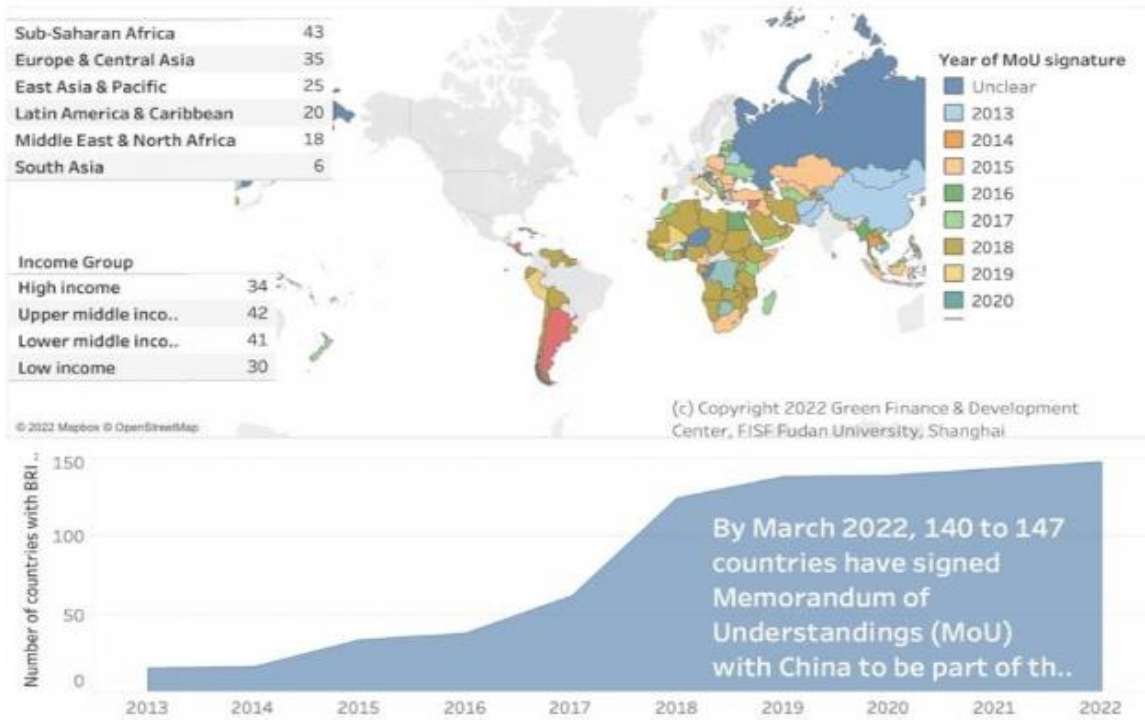 Sub-Saharan Africa 43
Europe & Central Asia 35
East Asia & Pacific 25
Latin America & Caribbean 20
Middle East & North Africa 18
South Asia 6
Income Group
High income 34
Upper middle inco.. 42
Lower middle inco.. 41
Low income 30
© 2022 Mapbox © OpenStreetMap
Year of MoU signature
Unclear
2013
2014
2015
2016
2017
2018
2019
2020
(c) Copyright 2022 Green Finance & Development
Center, FISF Fudan University, Shanghai
Number of countries with BRI ..
150
100
50
0
By March 2022, 140 to 147
countries have signed
Memorandum of
Understandings (MoU)
with China to be part of th..
2013 2014 2015 2016 2017 2018 2019 2020 2021 2022